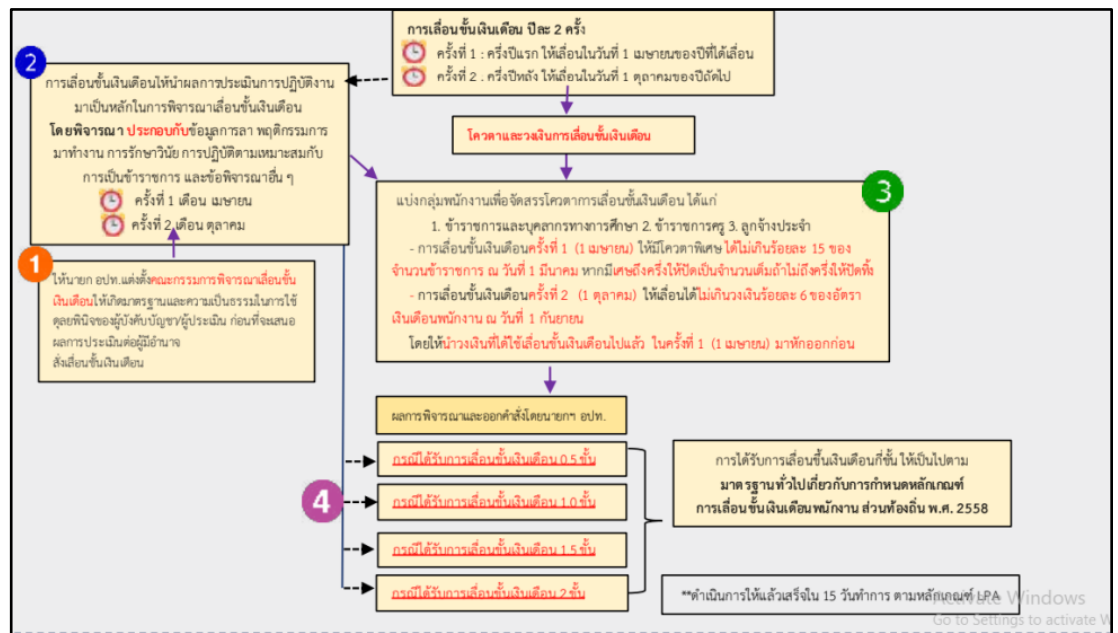 การเลื่อนขั้นเงินเดือน ปีละ 2 ครั้ง
ครั้งที่ 1 : ครึ่งปีแรก ให้เลื่อนในวันที่ 1 เมษายนของปีที่ได้เลื่อน
ครั้งที่ 2 . ครึ่งปีหลัง ให้เลื่อนในวันที่ 1 ตุลาคมของปีถัดไป
2
การเลื่อนขั้นเงินเดือนให้นำผลการประเมินการปฏิบัติงาน
มาเป็นหลักในการพิจารณาเลื่อนขั้นเงินเดือน
โดยพิจารณา ประกอบกับข้อมูลการลา พฤติกรรมการ
มาทำงาน การรักษาวินัย การปฏิบัติตามเหมาะสมกับ
การเป็นข้าราชการ และข้อพิจารณาอื่น ๆ
ครั้งที่ 1 เดือน เมษายน
ครั้งที่ 2 เดือน ตุลาคม
โควตาและวงเงินการเลื่อนขั้นเงินเดือน
3
แบ่งกลุ่มพนักงานเพื่อจัดสรรโควตาการเลื่อนขั้นเงินเดือน ได้แก่
1. ข้าราชการและบุคลากรทางการศึกษา 2. ข้าราชการครู 3. ลูกจ้างประจำ
- การเลื่อนขั้นเงินเดือนครั้งที่ 1 (1 เมษายน) ให้มีโควตาพิเศษ ได้ไม่เกินร้อยละ 15 ของ
จำนวนข้าราชการ ณ วันที่ 1 มีนาคม หากมีเศษถึงครึ่งให้ปัดเป็นจำนวนเต็มถ้าไม่ถึงครึ่งให้ปัดทิ้ง
- การเลื่อนขั้นเงินเดือนครั้งที่ 2 (1 ตุลาคม) ให้เลื่อนได้ไม่เกินวงเงินร้อยละ 6 ของอัตรา
เงินเดือนพนักงาน ณ วันที่ 1 กันยายน
โดยให้นำวงเงินที่ได้ใช้เลื่อนขั้นเงินเดือนไปแล้ว ในครั้งที่ 1 (1 เมษายน) มาหักออกก่อน
1
ให้นายก อปท.แต่งตั้งคณะกรรมการพิจารณาเลื่อนขั้น
เงินเดือนให้เกิดมาตรฐานและความเป็นธรรมในการใช้
ดุลยพินิจของผู้บังคับบัญชา/ผู้ประเมิน ก่อนที่จะเสนอ
ผลการประเมินต่อผู้มีอำนาจ
สั่งเลื่อนขั้นเงินเดือน
ผลการพิจารณาและออกคำสั่งโดยนายกฯ อปท.
4
กรณีได้รับการเลื่อนขั้นเงินเดือน 0.5 ขั้น
กรณีได้รับการเลื่อนขั้นเงินเดือน 1.0 ขั้น
กรณีได้รับการเลื่อนขั้นเงินเดือน 1.5 ขั้น
กรณีได้รับการเลื่อนขั้นเงินเดือน 2 ขั้น
การได้รับการเลื่อนขึ้นเงินเดือนกี่ขั้น ให้เป็นไปตาม
มาตรฐานทั่วไปเกี่ยวกับการกำหนดหลักเกณฑ์
การเลื่อนขั้นเงินเดือนพนักงาน ส่วนท้องถิ่น พ.ศ. 2558
**ดำเนินการให้แล้วเสร็จใน 15 วันทำการ ตามหลักเกณฑ์ LPA
Activate Windows
Go to Settings to activate W